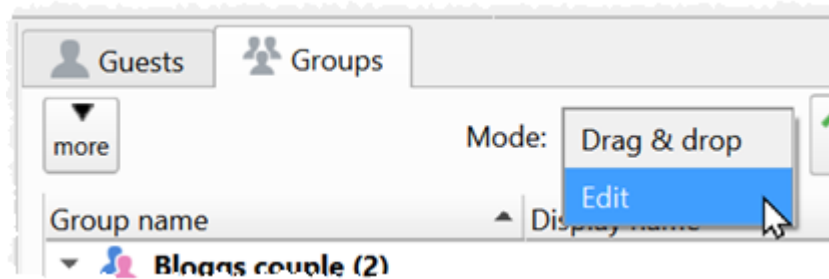 Guests Groups
more Mode: Drag & drop
Edit
Group name Display name
Bloggs couple (2)